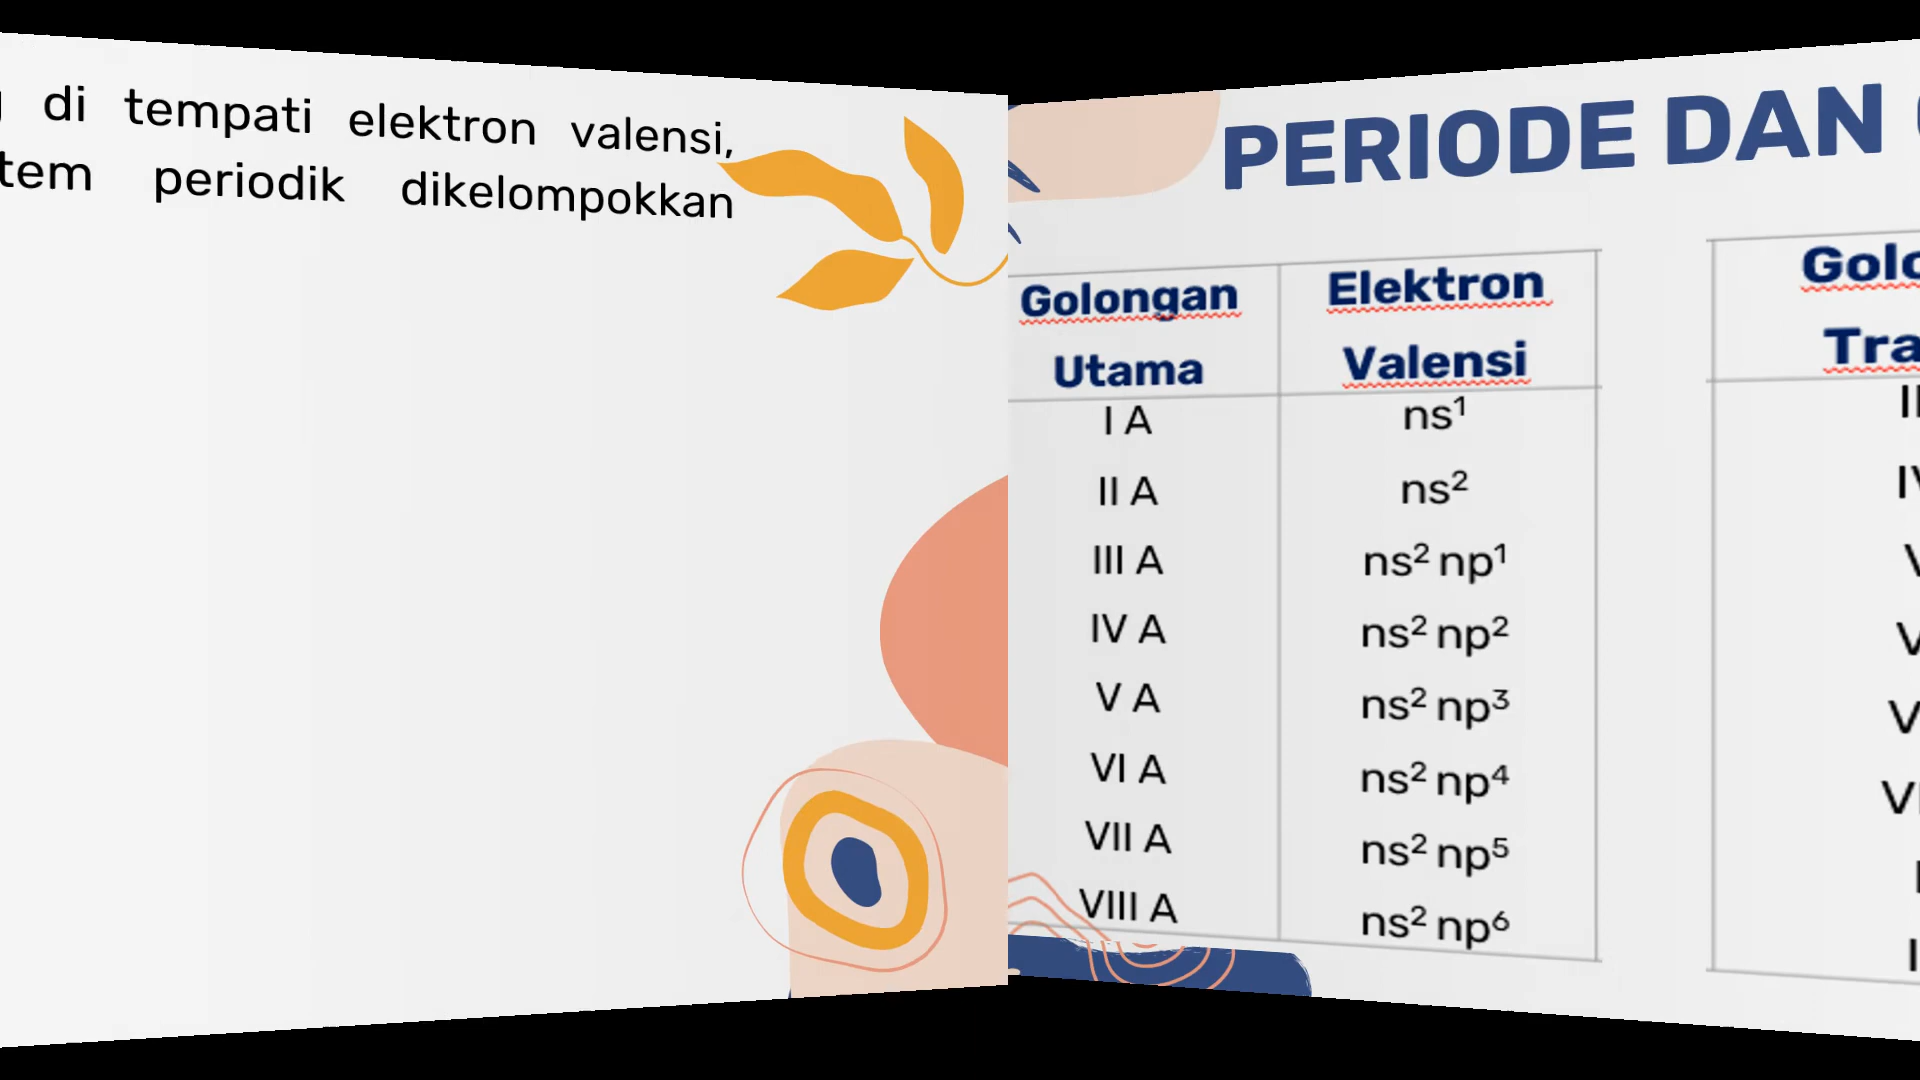 di tempati elektron valensi,
periodik dikelompokkan
PERIODE DAN
Golongan Utama
Elektron Valensi
I A ns¹
II A ns²
III A ns² np¹
IV A ns² np²
V A ns² np³
VI A ns² np⁴
VII A ns² np⁵
VIII A ns² np⁶